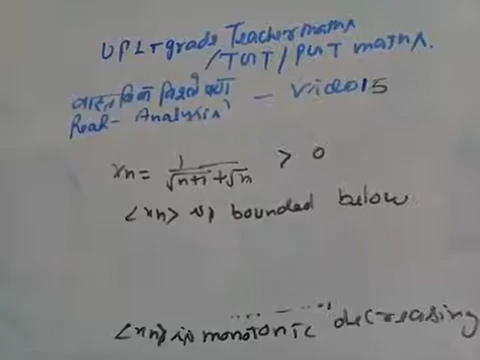 UP LT grade Teacher maths
/TGT/PGT maths.
वास्तविक विश्लेषण
Real-Analysis - Video15
xn = 1/(√n+1 + √n) > 0
<xn> is bounded below
<xn> is monotonic decreasing